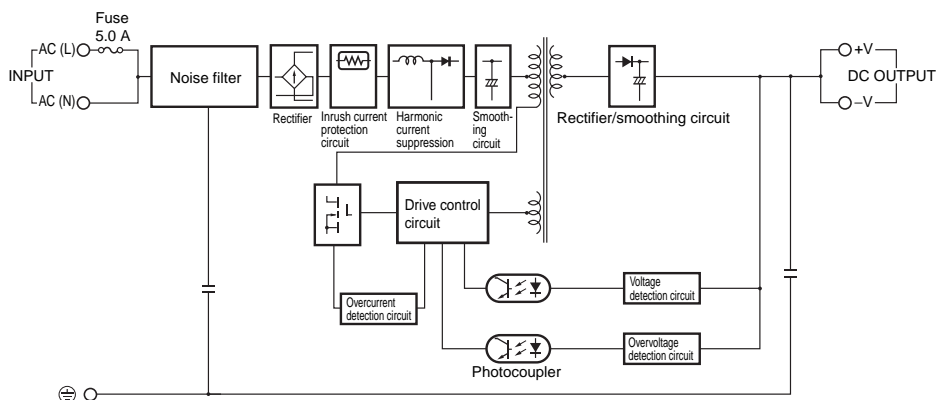 Fuse
5.0 A
AC (L)
INPUT
AC (N)
Noise filter
Rectifier
Inrush current
protection
circuit
Harmonic
current
suppression
Smooth-
ing
circuit
Rectifier/smoothing circuit
+V
DC OUTPUT
–V
Drive control
circuit
Overcurrent
detection circuit
Voltage
detection circuit
Overvoltage
detection circuit
Photocoupler